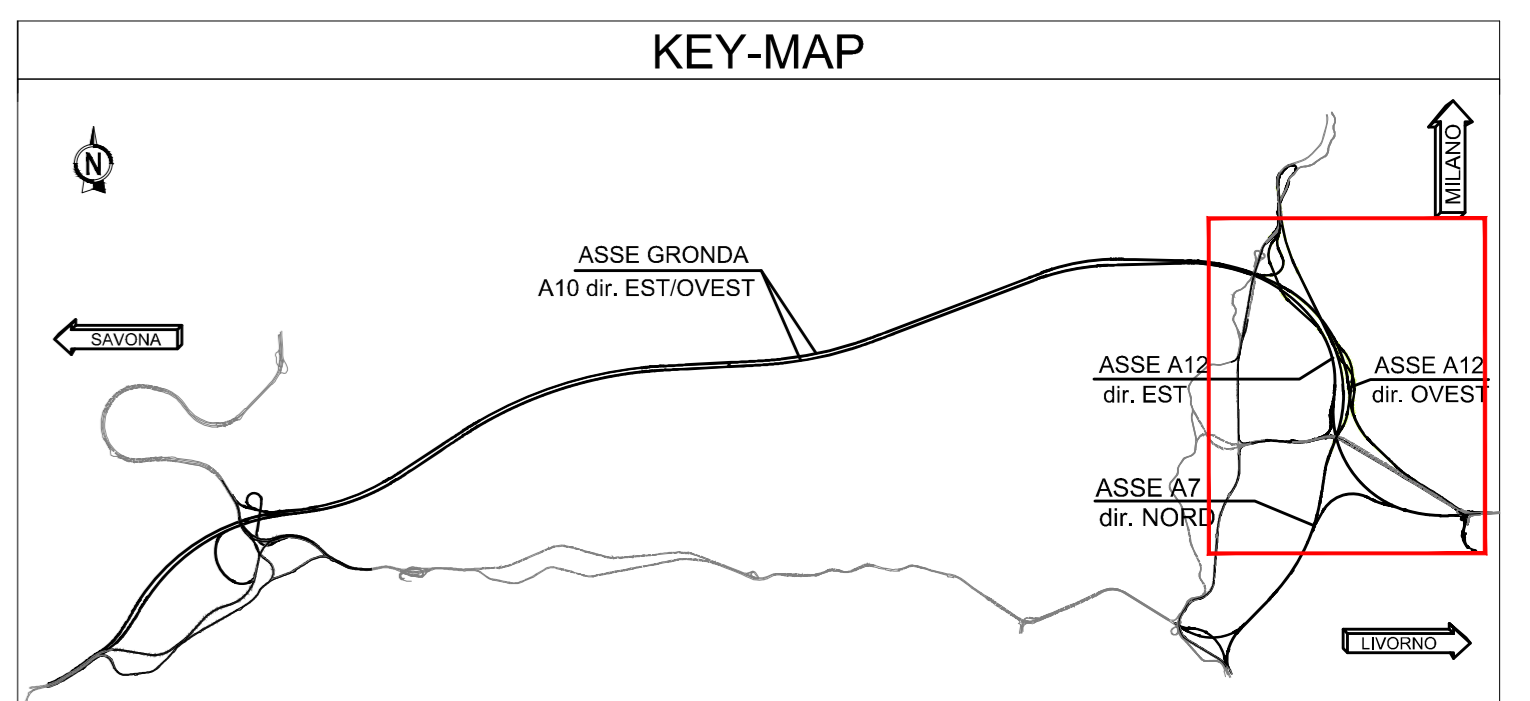 KEY-MAP
N
MILANO
ASSE GRONDA
A10 dir. EST/OVEST
SAVONA
ASSE A12
dir. EST
ASSE A12
dir. OVEST
ASSE A7
dir. NORD
LIVORNO